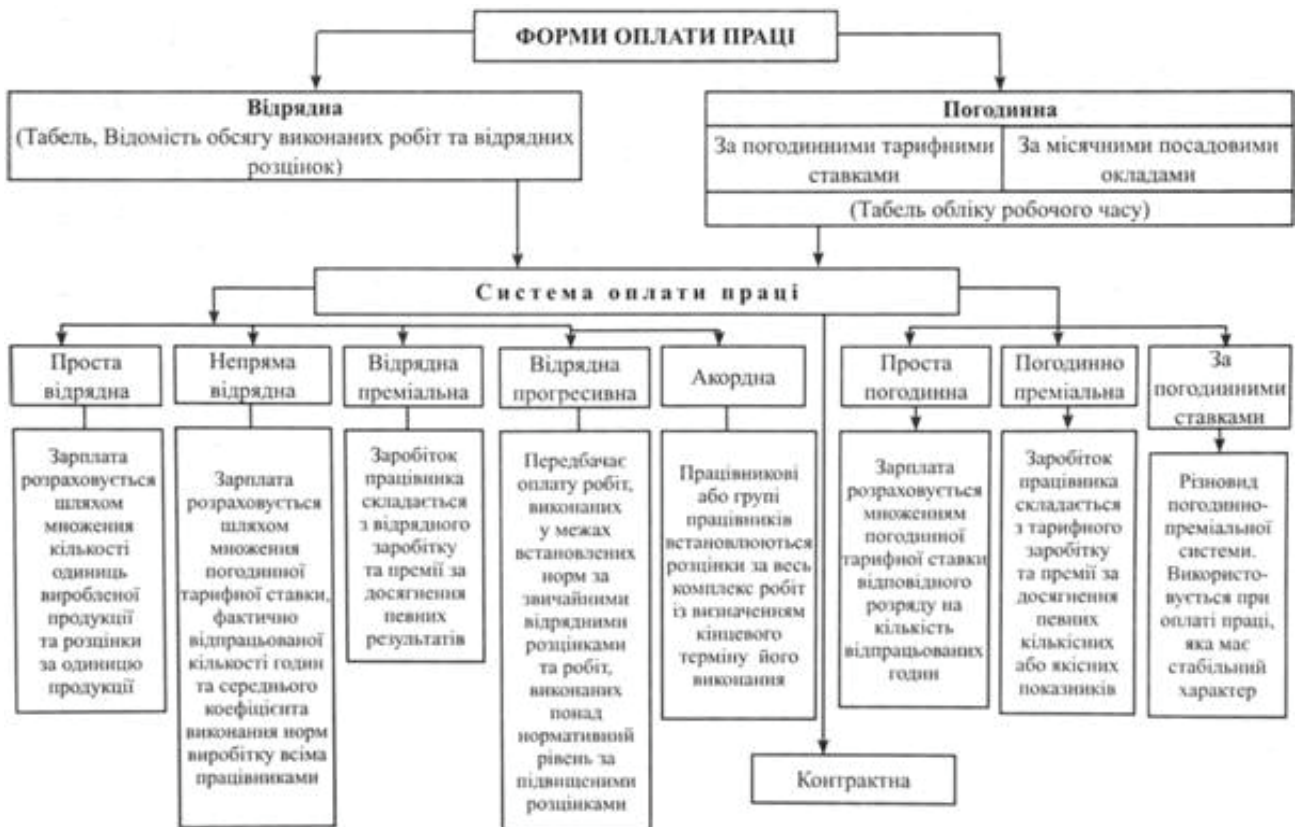 ФОРМИ ОПЛАТИ ПРАЦІ
Відрядна
(Табель, Відомість обсягу виконаних робіт та відрядних
розцінок)
Погодинна
За погодинними тарифними
ставками
За місячними посадовими
окладами
(Табель обліку робочого часу)
Система оплати праці
Проста
відрядна
Непряма
відрядна
Відрядна
преміальна
Відрядна
прогресивна
Акордна
Проста
погодинна
Погодинно
преміальна
За
погодинними
ставками
Зарплата
розраховується
шляхом
множення
кількості
одиниць
виробленої
продукції
та розцінки
за одиницю
продукції
Зарплата
розраховується
шляхом
множення
погодинної
тарифної ставки,
фактично
відпрацьованої
кількості годин
та середнього
коефіцієнта
виконання норм
виробітку всіма
працівниками
Заробіток
працівника
складається
з відрядного
заробітку
та премії за
досягнення
певних
результатів
Передбачає
оплату робіт,
виконаних
у межах
встановлених
норм за
звичайними
відрядними
розцінками
та робіт,
виконаних
понад
нормативний
рівень за
підвищеними
розцінками
Працівникові
або групі
працівників
встановлюються
розцінки за весь
комплекс робіт
із визначенням
кінцевого
терміну його
виконання
Зарплата
розраховується
множенням
погодинної
тарифної ставки
відповідного
розряду на
кількість
відпрацьованих
годин
Заробіток
працівника
складається
з тарифного
заробітку
та премії за
досягнення
певних
кількісних
або якісних
показників
Різновид
погодинно-
преміальної
системи.
Використо-
вується при
оплаті праці,
яка має
стабільний
характер
Контрактна